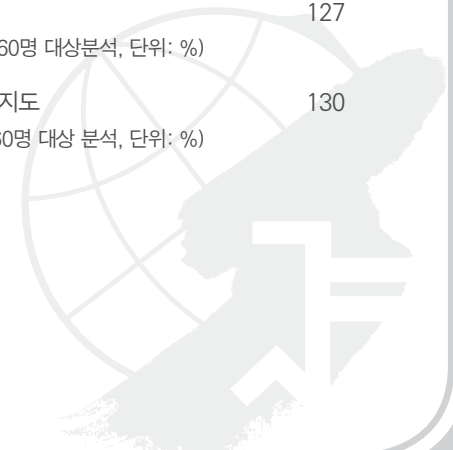 127
60명 대상분석, 단위: %)
지도 130
60명 대상 분석, 단위: %)